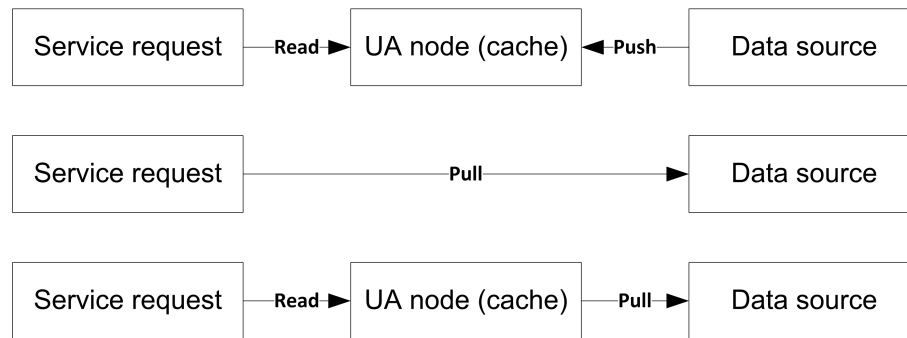 Service request Read UA node (cache) Push Data source
Service request Pull Data source
Service request Read UA node (cache) Pull Data source